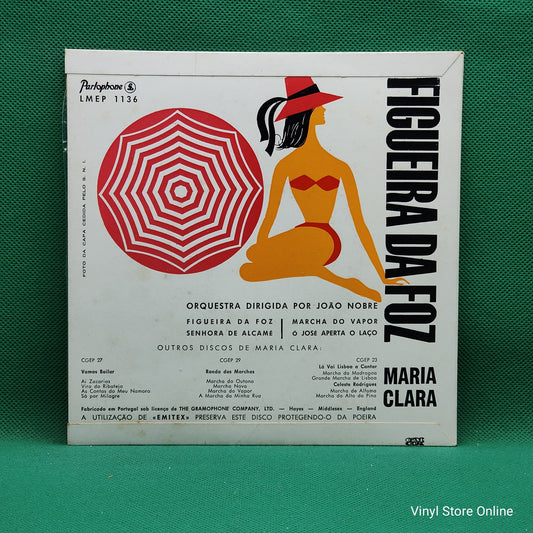 Parlophone
LMEP 1136
FOTO DA CAPA CEDIDA PELO S. N. I.
FIGUEIRA DA FOZ
MARIA
CLARA
ORQUESTRA DIRIGIDA POR JOÃO NOBRE
FIGUEIRA DA FOZ
SENHORA DE ALCAMÉ
MARCHA DO VAPOR
Ó JOSÉ APERTA O LAÇO
OUTROS DISCOS DE MARIA CLARA:
CGEP 27
Vamos Bailar
Ai Zacarias
Vira do Ribatejo
As Contas do Meu Namoro
Só por Milagre
CGEP 29
Ronda das Marchas
Marcha do Outono
Marcha Nova
Marcha do Vapor
A Marcha da Minha Rua
CGEP 23
Lá Vai Lisboa a Cantar
Marcha da Madragoa
Grande Marcha de Lisboa
Celeste Rodrigues
Marcha de Alfama
Marcha do Alto do Pina
Fabricado em Portugal sob licença de THE GRAMOPHONE COMPANY, LTD. — Hayes - Middlesex - England
A UTILIZAÇÃO DE «EMITEX» PRESERVA ESTE DISCO PROTEGENDO-O DA POEIRA
Vinyl Store Online